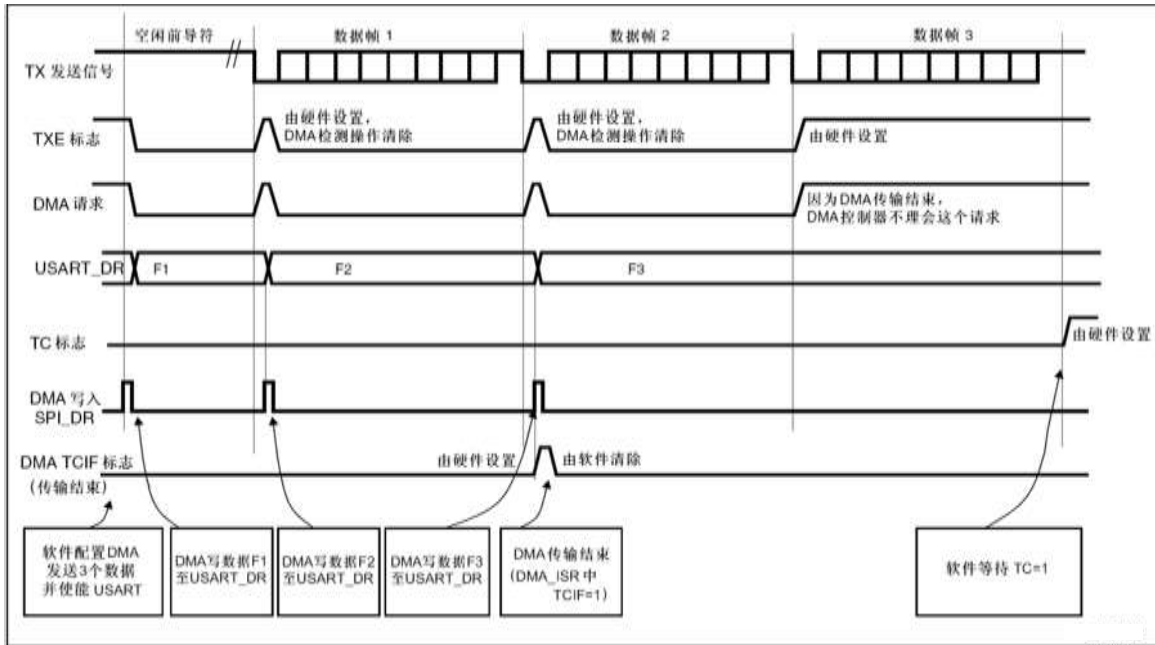 空闲前导符
数据帧 1
数据帧 2
数据帧 3
TX 发送信号
由硬件设置，
DMA检测操作清除
由硬件设置，
DMA检测操作清除
TXE 标志
由硬件设置
DMA 请求
因为DMA传输结束，
DMA控制器不理会这个请求
USART_DR
F1
F2
F3
TC 标志
由硬件设置
DMA 写入
SPI_DR
DMA TCIF 标志
（传输结束）
由硬件设置
由软件清除
软件配置DMA
发送3个数据
并使能 USART
DMA写数据F1
至USART_DR
DMA写数据F2
至USART_DR
DMA写数据F3
至USART_DR
DMA传输结束
（DMA_ISR 中
TCIF=1）
软件等待 TC=1